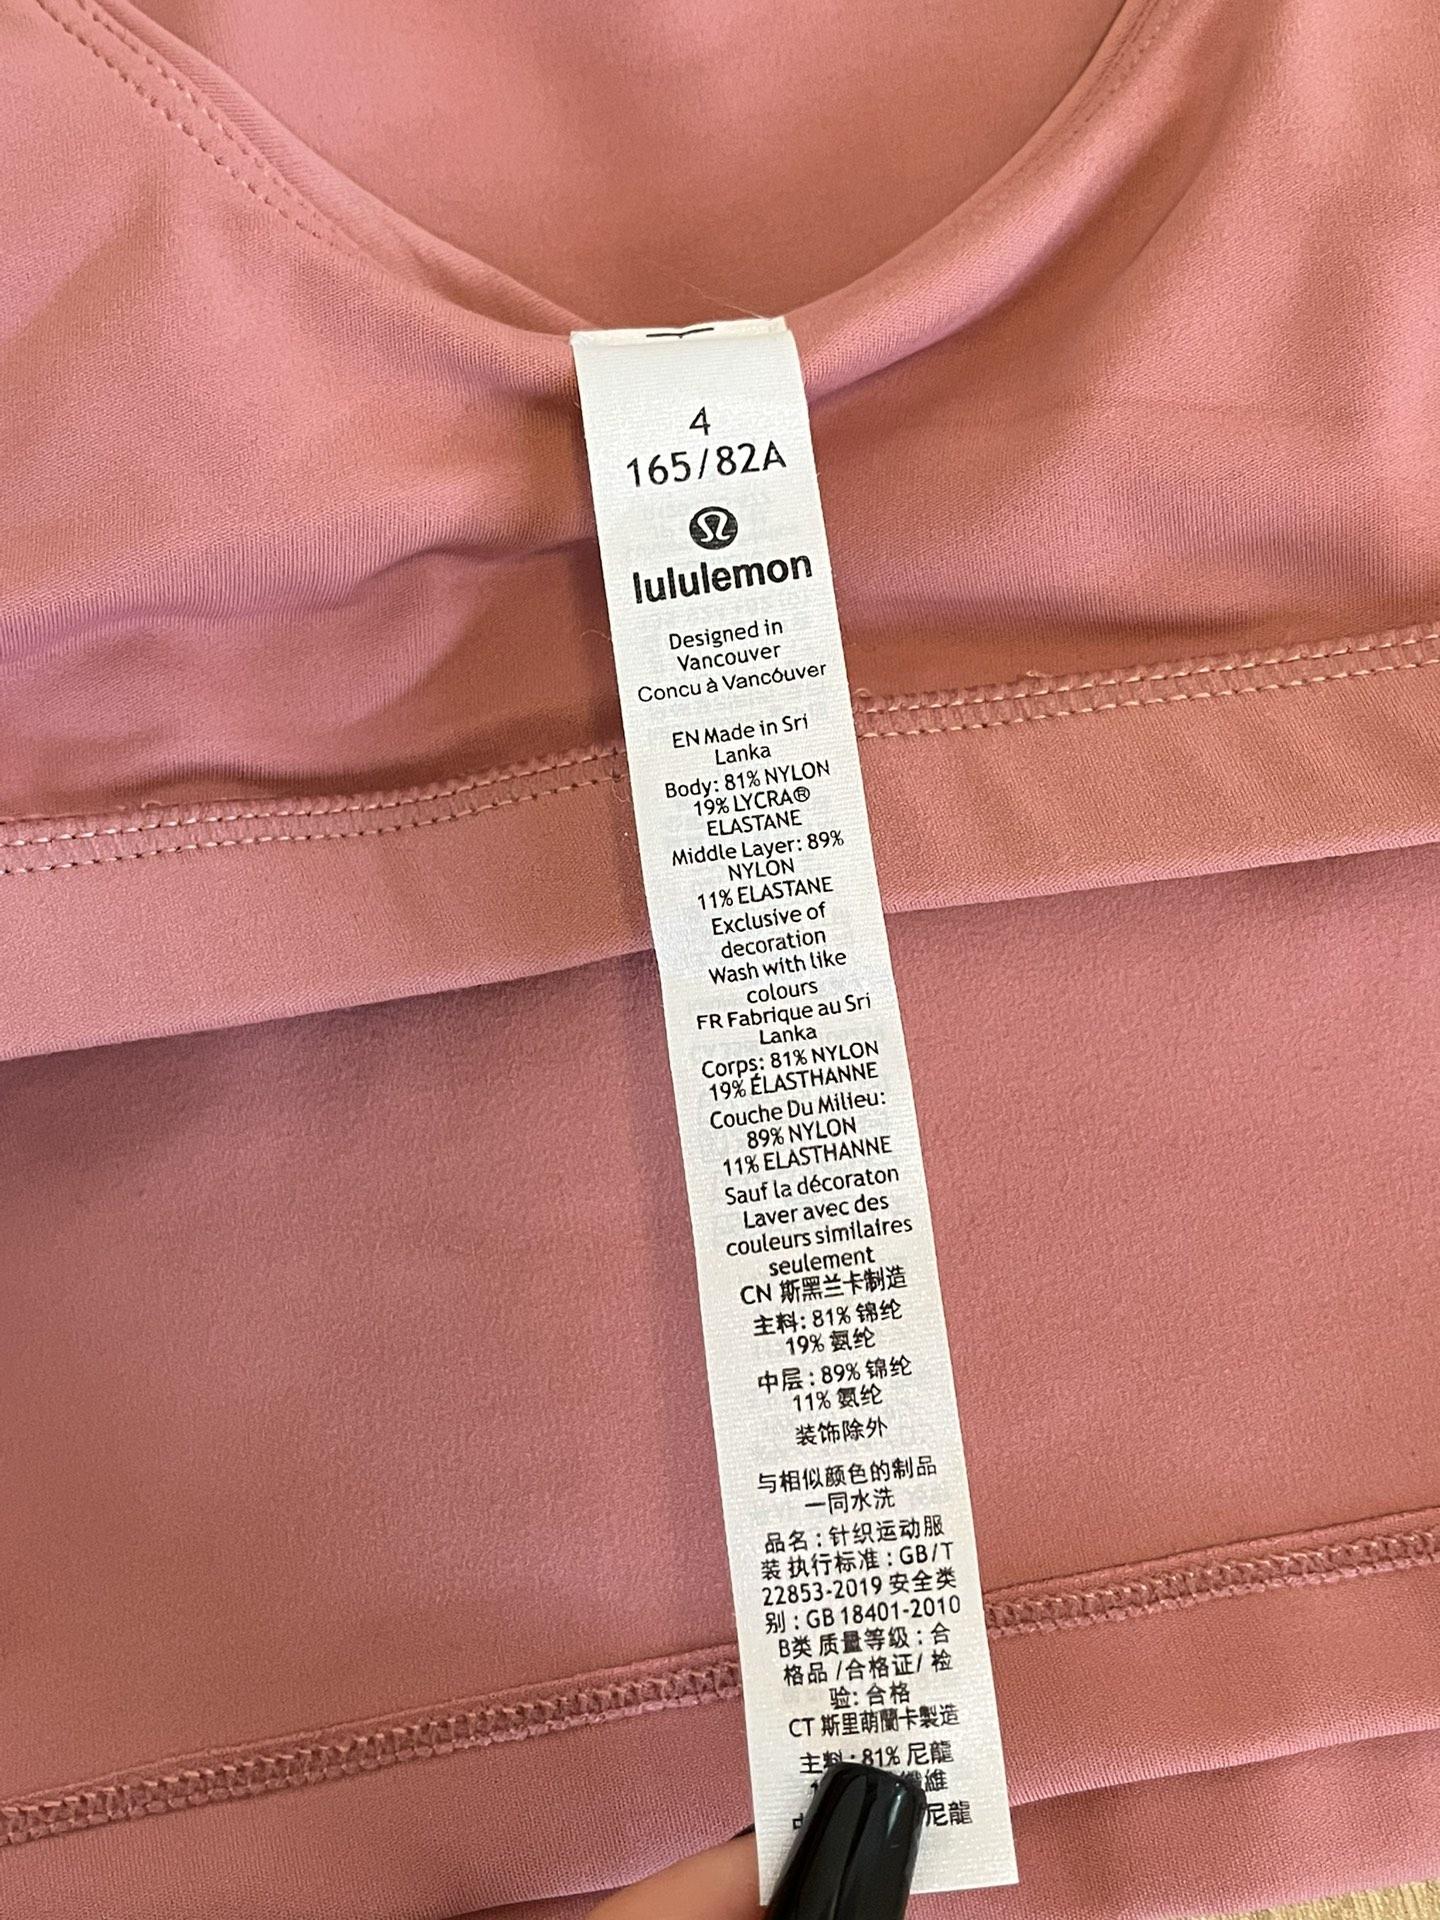 4
165/82A
lululemon
Designed in
Vancouver
Concu à Vancóuver
EN Made in Sri
Lanka
Body: 81% NYLON
19% LYCRA®
ELASTANE
Middle Layer: 89%
NYLON
11% ELASTANE
Exclusive of
decoration
Wash with like
colours
FR Fabrique au Sri
Lanka
Corps: 81% NYLON
19% ÉLASTHANNE
Couche Du Milieu:
89% NYLON
11% ELASTHANNE
Sauf la décoraton
Laver avec des
couleurs similaires
seulement
CN 斯黑兰卡制造
主料: 81% 锦纶
19% 氨纶
中层 : 89% 锦纶
11% 氨纶
装饰除外
与相似颜色的制品
一同水洗
品名 : 针织运动服
装 执行标准 : GB/T
22853-2019 安全类
别 : GB 18401-2010
B类 质量等级 : 合
格品 /合格证/ 检
验: 合格
CT 斯里萌蘭卡製造
主料 : 81% 尼龍
維
尼龍